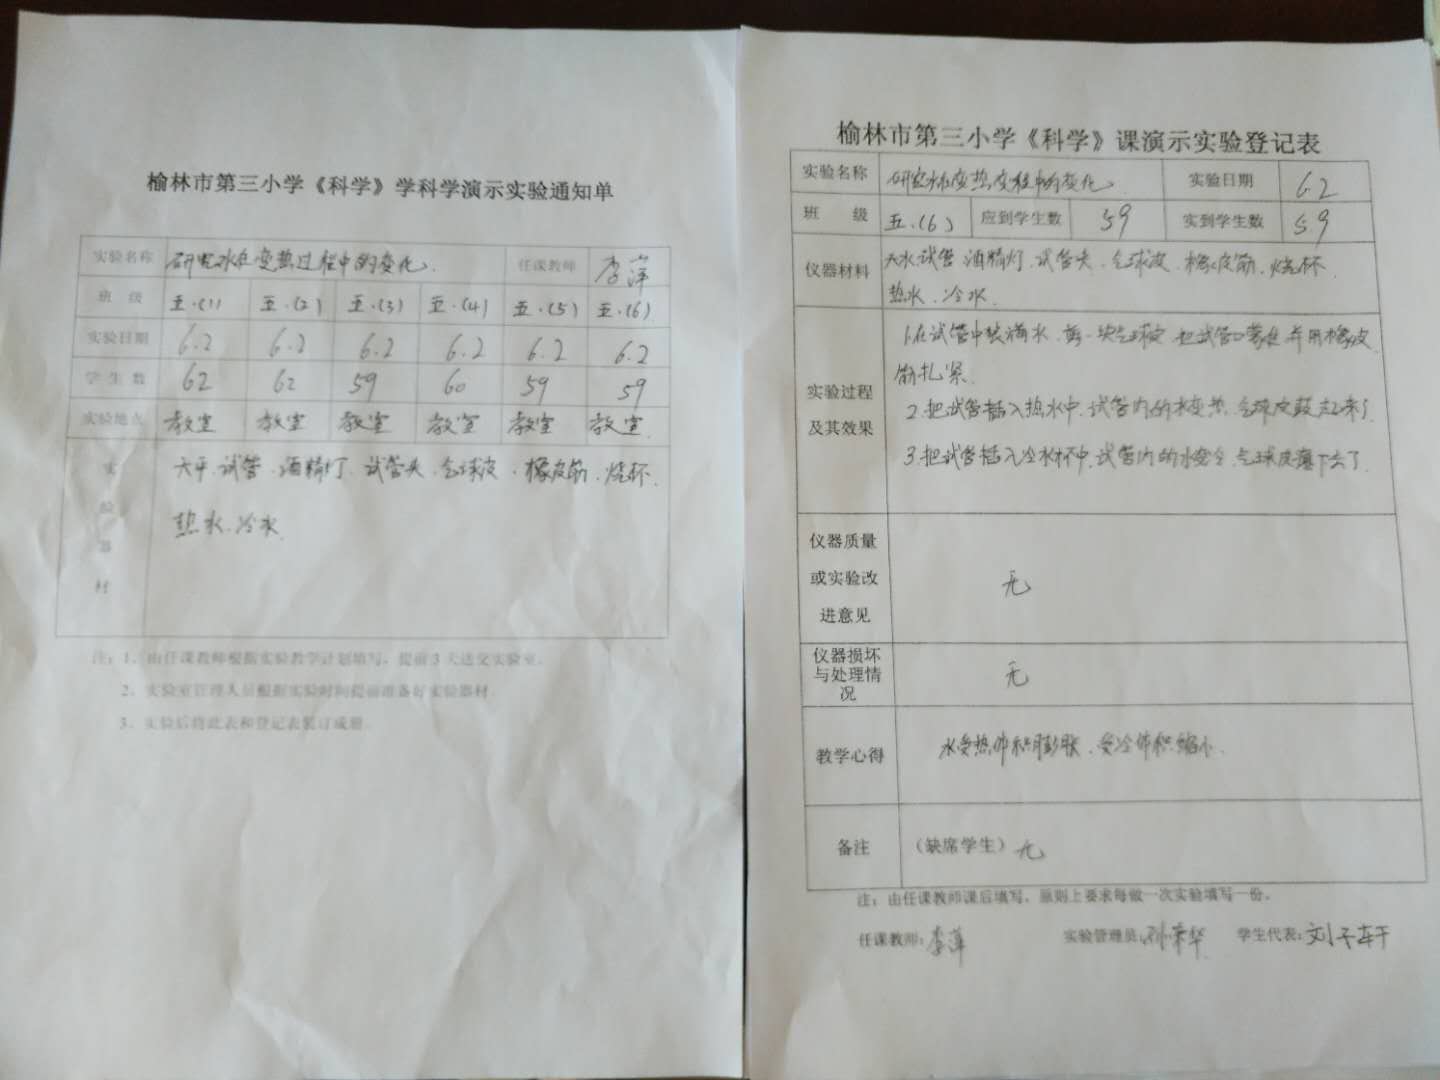 榆林市第三小学《科学》学科学演示实验通知单
实验名称 研究水在变热过程中的变化. 任课教师 李萍
班 级 五.(1) 五.(2) 五.(3) 五.(4) 五.(5) 五.(6)
实验日期 6.2 6.2 6.2 6.2 6.2 6.2
学 生 数 62 62 59 60 59 59
实验地点 教室 教室 教室 教室 教室 教室.
实验器材 试管.酒精灯.试管夹.气球皮.橡皮筋.烧杯.
热水.冷水.
注：1、由任课教师根据实验教学计划填写，提前3天送交实验室。
2、实验室管理人员根据实验时间提前准备好实验器材.
3、实验后将此表和登记表装订成册。
榆林市第三小学《科学》课演示实验登记表
实验名称 研究水在变热过程中的变化. 实验日期 6.2
班 级 五.(6) 应到学生数 59 实到学生数 59
仪器材料 试管.酒精灯.试管夹.气球皮.橡皮筋.烧杯.
热水.冷水.
实验过程及其效果
1.在试管中装满水.剪一块气球皮.把试管口蒙住.并用橡皮
筋扎紧.
2.把试管插入热水中.试管内的水变热.气球皮鼓起来了
3.把试管插入冷水杯中.试管内的水变冷.气球皮 下去了.
仪器质量或实验改进意见 无
仪器损坏与处理情况 无
教学心得 水受热体积膨胀.受冷体积缩小.
备注 （缺席学生）无
注：由任课教师课后填写，原则上要求每做一次实验填写一份。
任课教师：李萍 实验管理员： 学生代表：刘子轩